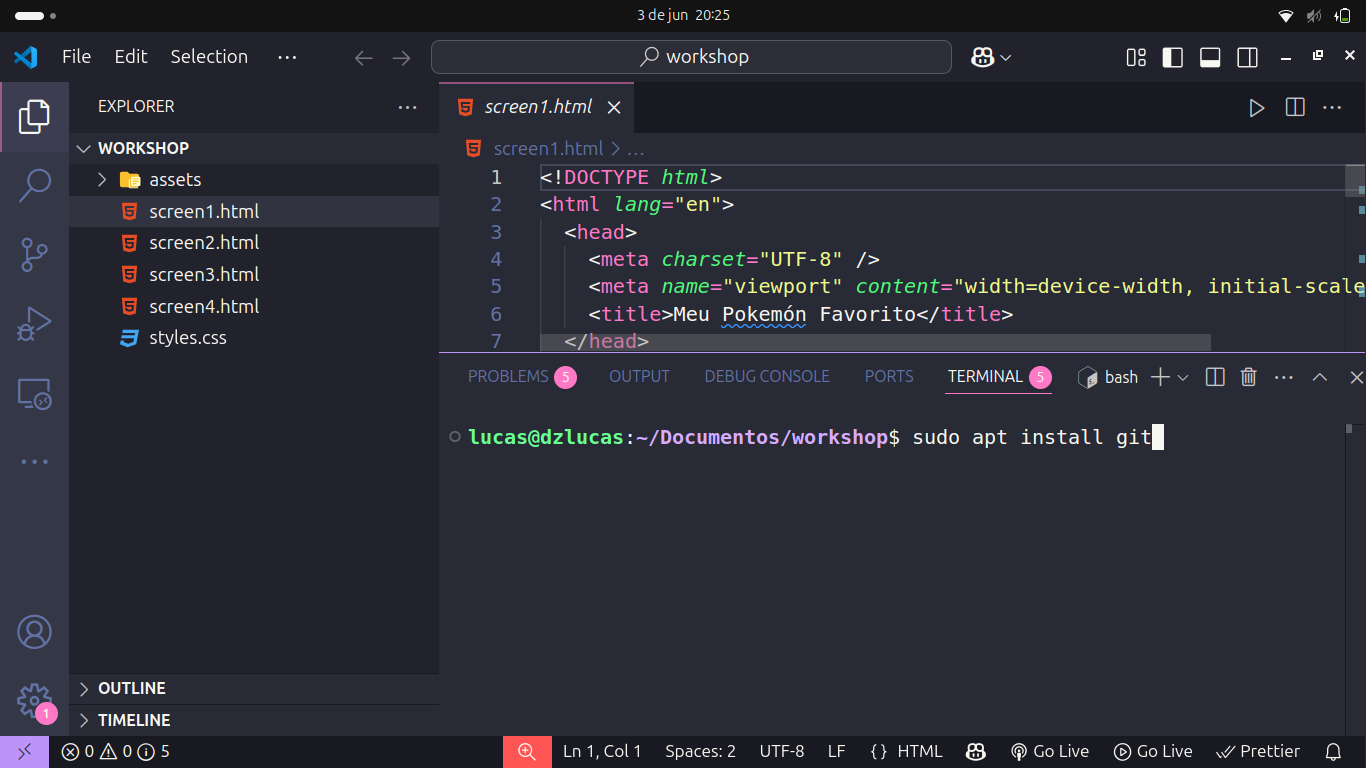 3 de jun 20:25
File Edit Selection ...
workshop
EXPLORER ...
WORKSHOP
assets
screen1.html
screen2.html
screen3.html
screen4.html
styles.css
OUTLINE
TIMELINE
screen1.html
screen1.html > ...
1 <!DOCTYPE html>
2 <html lang="en">
3 <head>
4 <meta charset="UTF-8" />
5 <meta name="viewport" content="width=device-width, initial-scale
6 <title>Meu Pokemón Favorito</title>
7 </head>
PROBLEMS 5 OUTPUT DEBUG CONSOLE PORTS TERMINAL 5 bash
lucas@dzlucas:~/Documentos/workshop$ sudo apt install git
1
0 0 5 Ln 1, Col 1 Spaces: 2 UTF-8 LF {} HTML Go Live Go Live Prettier